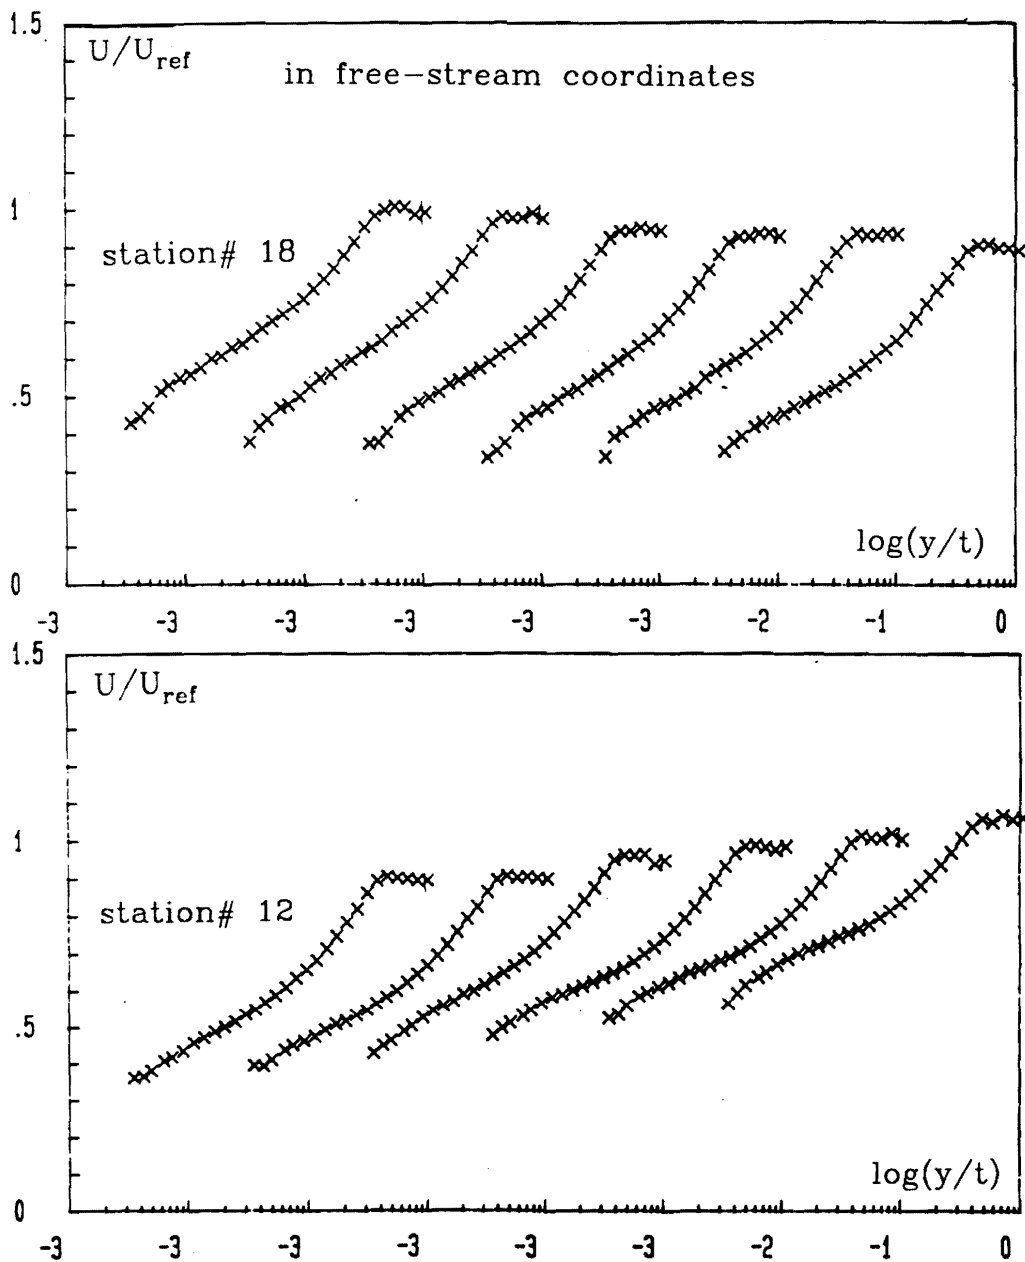 1.5
U/Uref
in free-stream coordinates
1
station# 18
.5
log(y/t)
0
-3 -3 -3 -3 -3 -3 -2 -1 0
1.5
U/Uref
1
station# 12
.5
log(y/t)
0
-3 -3 -3 -3 -3 -3 -2 -1 0